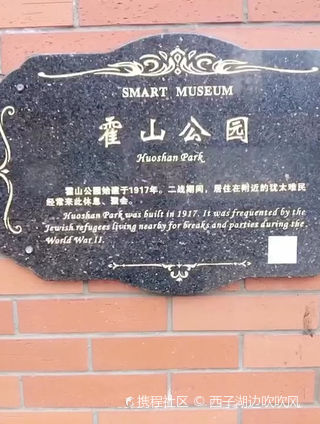 SMART MUSEUM
霍山公园
Huoshan Park
霍山公園始建于1917年。二战期间，居住在附近的犹太难民
经常来此休息、聚会。
Huoshan Park was built in 1917. It was frequented by the
Jewish refugees living nearby for breaks and parties during the
World War II.
携程社区 © 西子湖边吹吹风